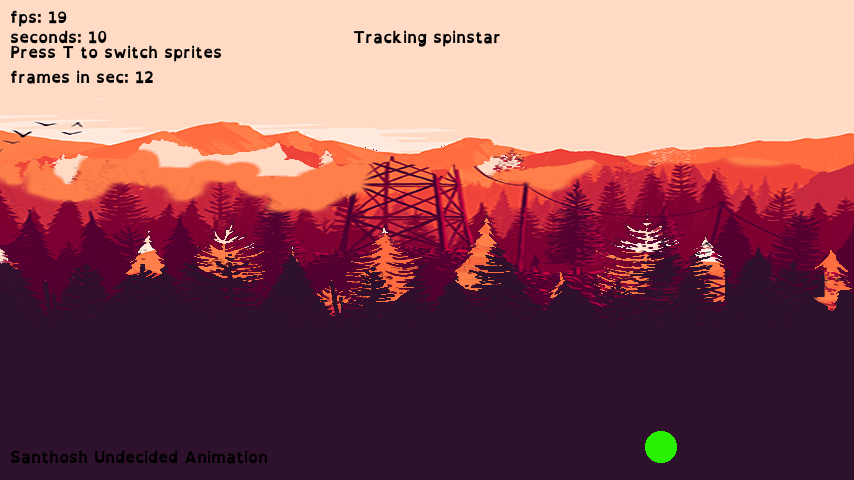 fps: 19
seconds: 10
Tracking spinstar
Press T to switch sprites
frames in sec: 12
Santhosh Undecided Animation